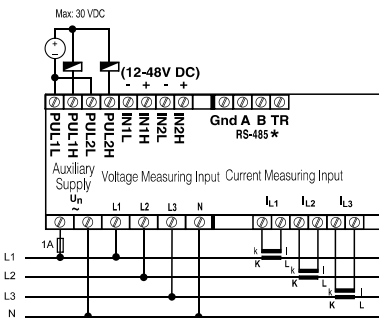 Max: 30 VDC
+
−
(12-48V DC)
- + - +
PUL1L PUL1H PUL2L PUL2H IN1L IN1H IN2L IN2H Gnd A B TR
RS-485 *
Auxiliary Supply Voltage Measuring Input Current Measuring Input
Un
~
L1 L2 L3 N IL1 IL2 IL3
1A
L1
k l
K L
L2
k l
K L
L3
k l
K L
N